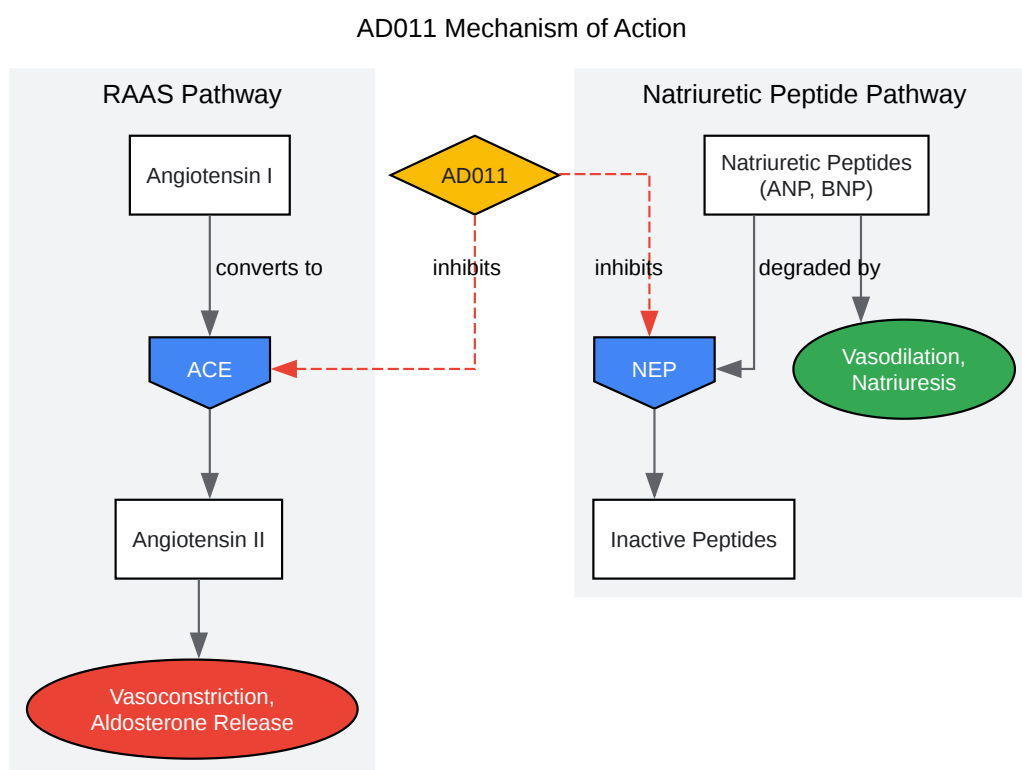 AD011 Mechanism of Action
RAAS Pathway
Angiotensin I
converts to
ACE
Angiotensin II
Vasoconstriction,
Aldosterone Release
AD011
inhibits
inhibits
Natriuretic Peptide Pathway
Natriuretic Peptides
(ANP, BNP)
degraded by
NEP
Vasodilation,
Natriuresis
Inactive Peptides